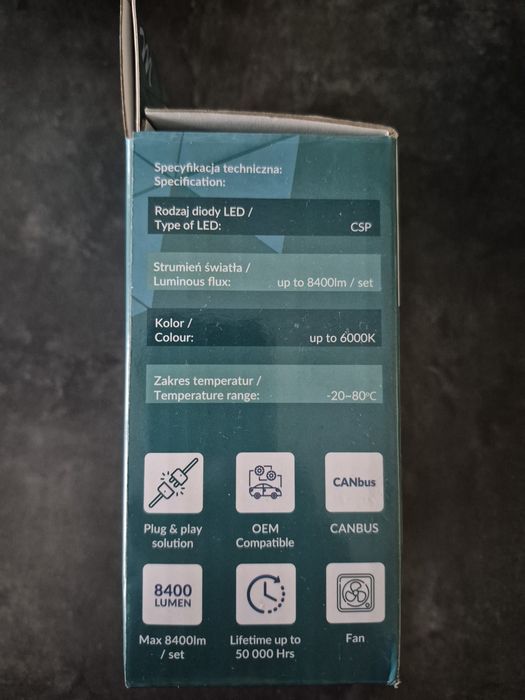 Specyfikacja techniczna:
Specification:
Rodzaj diody LED /
Type of LED: CSP
Strumień światła /
Luminous flux: up to 8400lm / set
Kolor /
Colour: up to 6000K
Zakres temperatur /
Temperature range: -20~80°C
CANbus
Plug & play
solution
OEM
Compatible
CANBUS
8400
LUMEN
Max 8400lm
/ set
Lifetime up to
50 000 Hrs
Fan